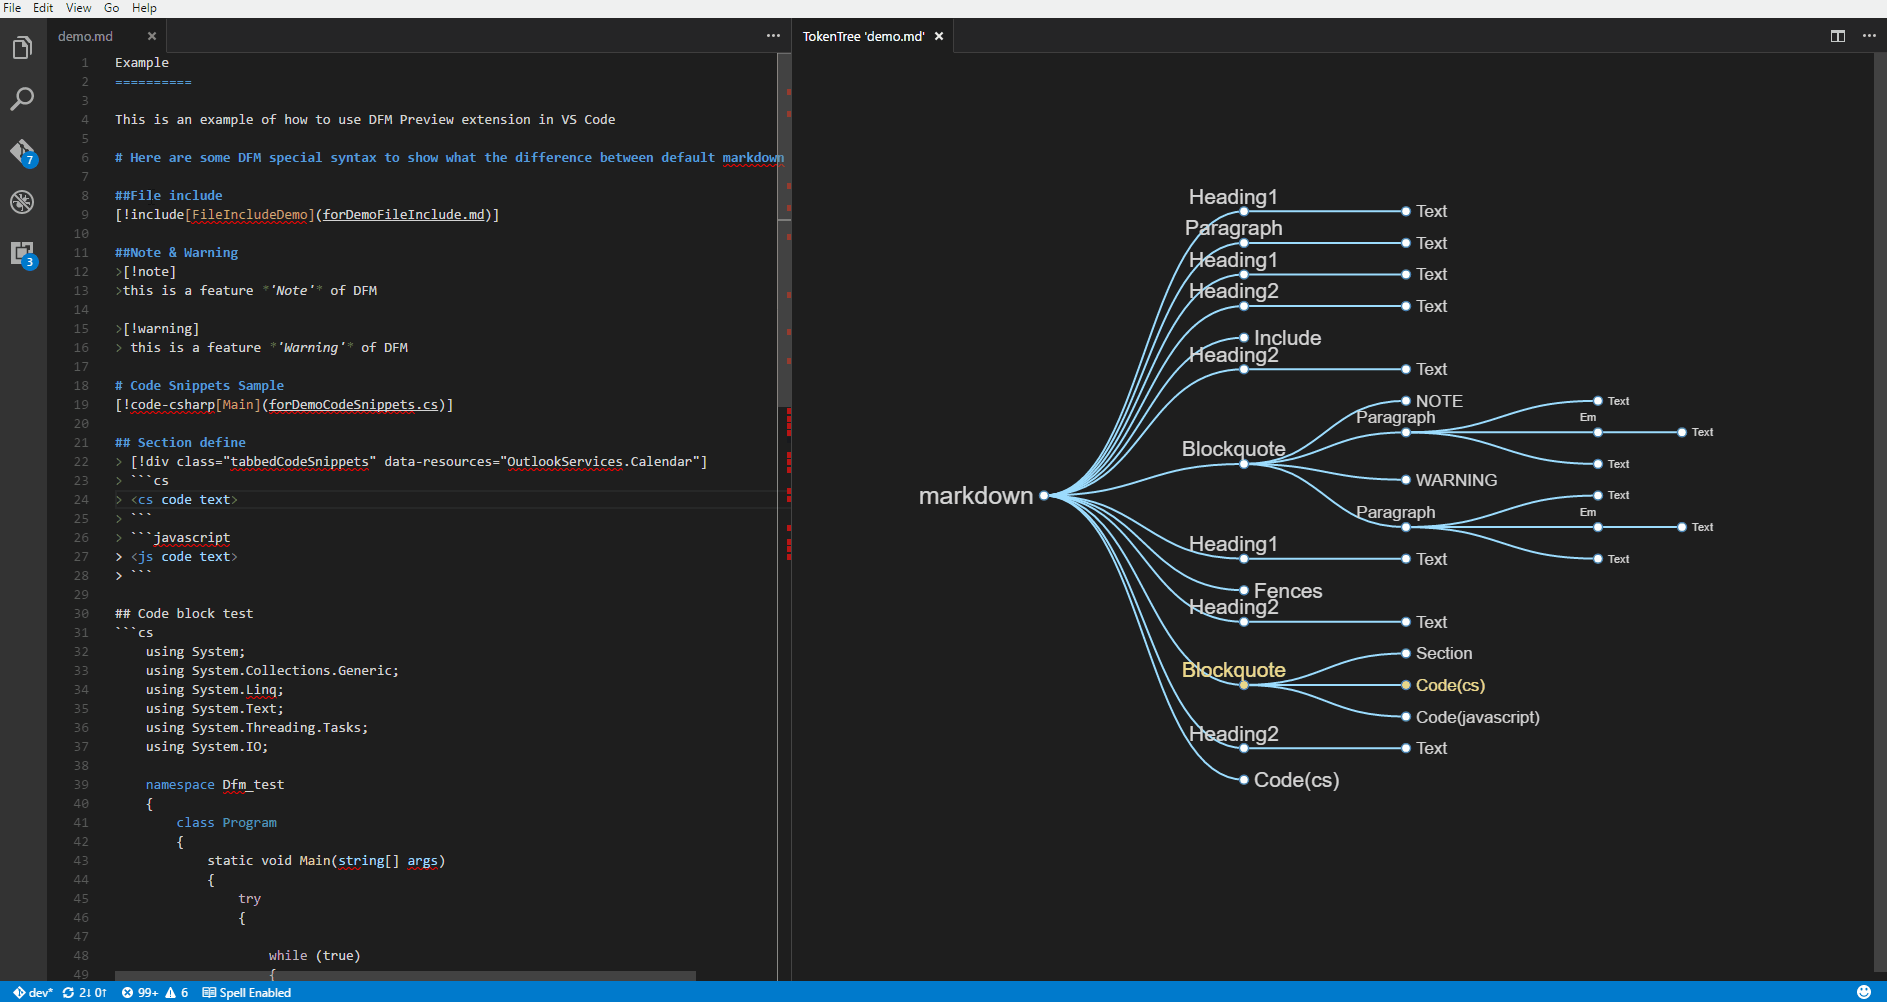 File Edit View Go Help
demo.md
TokenTree 'demo.md'
1 Example
2 ==========
3
4 This is an example of how to use DFM Preview extension in VS Code
5
6 # Here are some DFM special syntax to show what the difference between default markdown
7
8 ##File include
9 [!include[FileIncludeDemo](forDemoFileInclude.md)]
10
11 ##Note & Warning
12 >[!note]
13 >this is a feature *'Note'* of DFM
14
15 >[!warning]
16 > this is a feature *'Warning'* of DFM
17
18 # Code Snippets Sample
19 [!code-csharp[Main](forDemoCodeSnippets.cs)]
20
21 ## Section define
22 > [!div class="tabbedCodeSnippets" data-resources="OutlookServices.Calendar"]
23 > ```cs
24 > <cs code text>
25 > ```
26 > ```javascript
27 > <js code text>
28 > ```
29
30 ## Code block test
31 ```cs
32 using System;
33 using System.Collections.Generic;
34 using System.Linq;
35 using System.Text;
36 using System.Threading.Tasks;
37 using System.IO;
38
39 namespace Dfm_test
40 {
41 class Program
42 {
43 static void Main(string[] args)
44 {
45 try
46 {
47
48 while (true)
49 {
markdown
Heading1
Text
Paragraph
Text
Heading1
Text
Heading2
Text
Include
Heading2
Text
Blockquote
NOTE
Paragraph
Text
Em
Text
Text
WARNING
Paragraph
Text
Em
Text
Text
Heading1
Text
Fences
Heading2
Text
Blockquote
Section
Code(cs)
Code(javascript)
Heading2
Text
Code(cs)
7
3
dev* 2↓ 0↑ 99+ 6 Spell Enabled